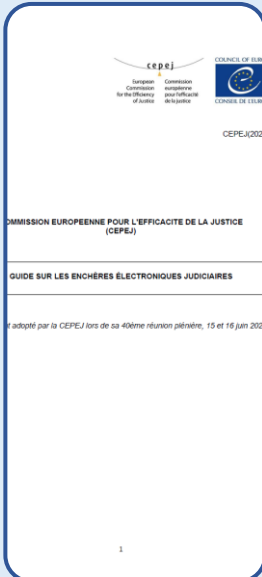 cepej
European Commission for the Efficiency of Justice
Commission européenne pour l'efficacité de la justice
COUNCIL OF EUR
CONSEIL DE L'EURO
CEPEJ(202
OMMISSION EUROPEENNE POUR L'EFFICACITE DE LA JUSTICE
(CEPEJ)
GUIDE SUR LES ENCHÈRES ÉLECTRONIQUES JUDICIAIRES
t adopté par la CEPEJ lors de sa 40ème réunion plénière, 15 et 16 juin 202
1